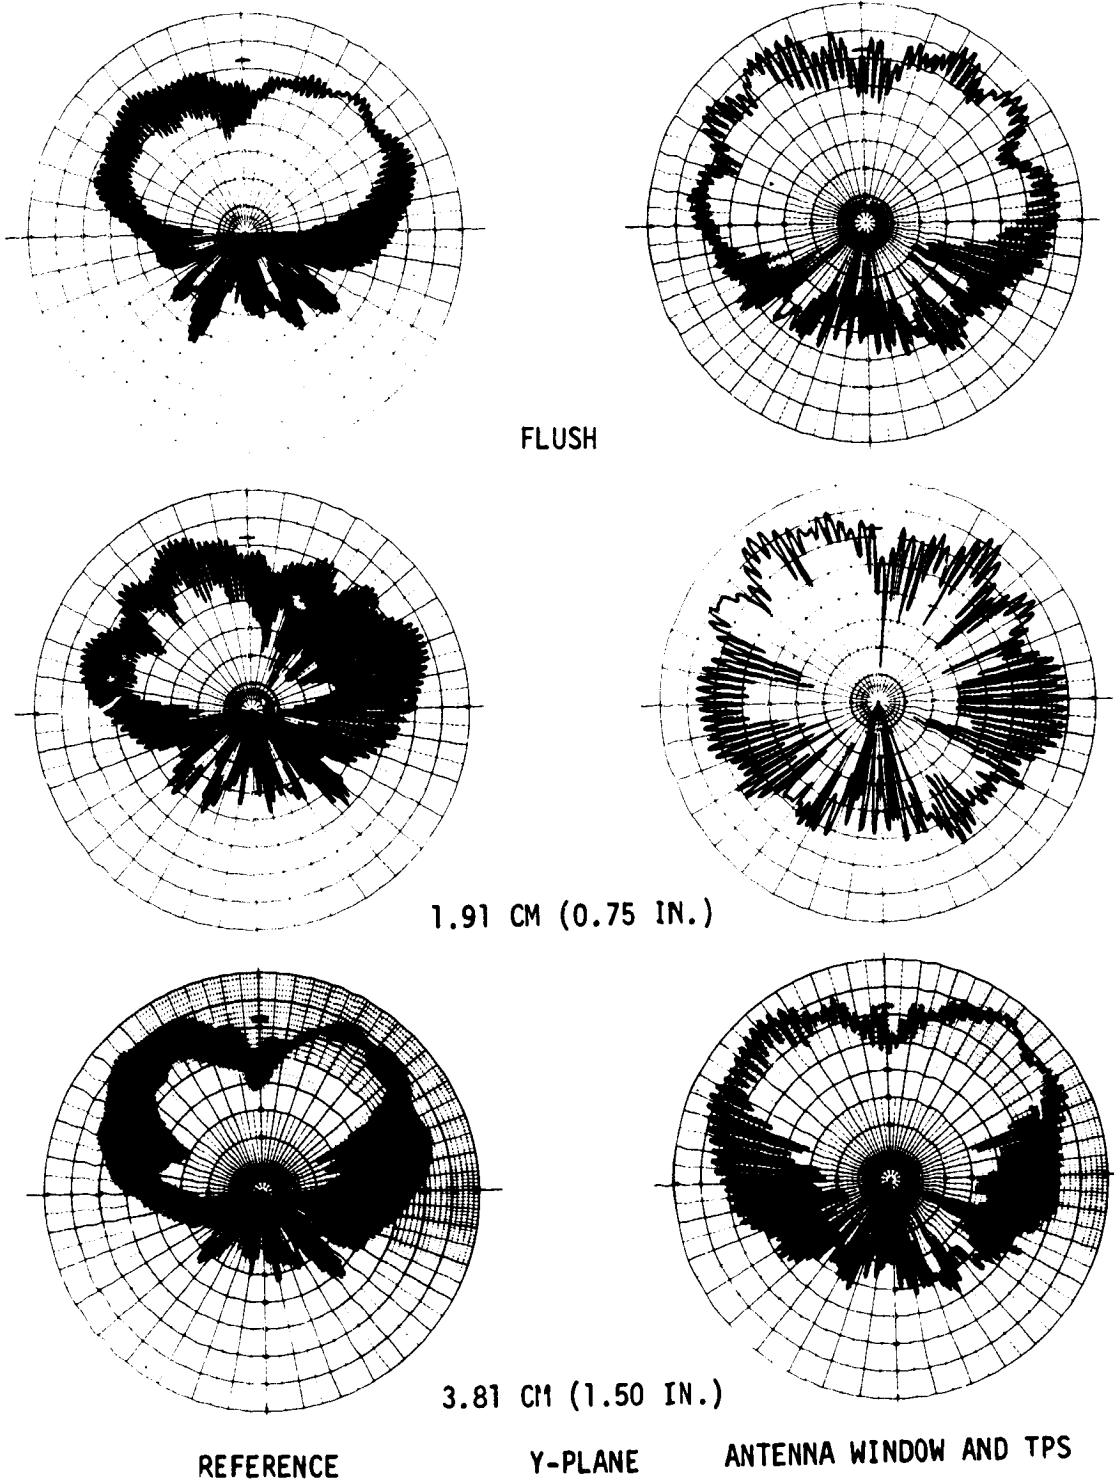 FLUSH
1.91 CM (0.75 IN.)
3.81 CM (1.50 IN.)
REFERENCE Y-PLANE ANTENNA WINDOW AND TPS